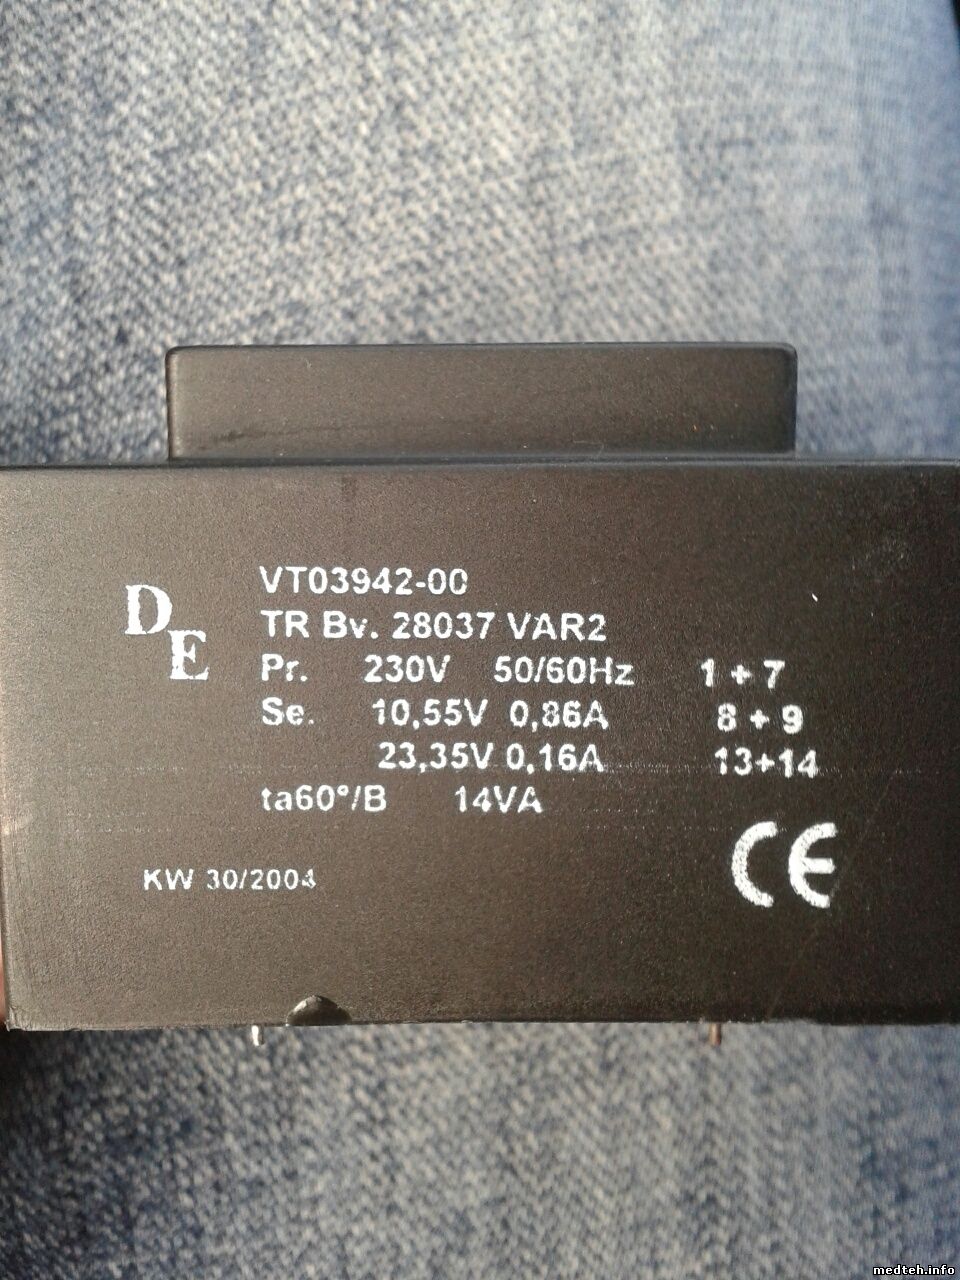 VT03942-00
D E
TR Bv. 28037 VAR2
Pr. 230V 50/60Hz 1 + 7
Se. 10,55V 0,86A 8 + 9
23,35V 0,16A 13+14
ta60°/B 14VA
KW 30/2004
CE
medteh.info